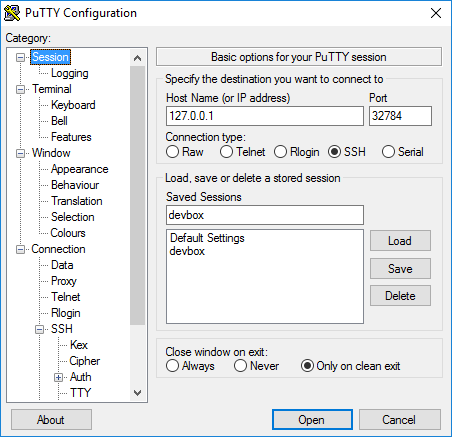 PuTTY Configuration
Category:
Session
Logging
Terminal
Keyboard
Bell
Features
Window
Appearance
Behaviour
Translation
Selection
Colours
Connection
Data
Proxy
Telnet
Rlogin
SSH
Kex
Cipher
Auth
TTY
Basic options for your PuTTY session
Specify the destination you want to connect to
Host Name (or IP address) Port
127.0.0.1 32784
Connection type:
Raw Telnet Rlogin SSH Serial
Load, save or delete a stored session
Saved Sessions
devbox
Default Settings
devbox
Load
Save
Delete
Close window on exit:
Always Never Only on clean exit
About Open Cancel